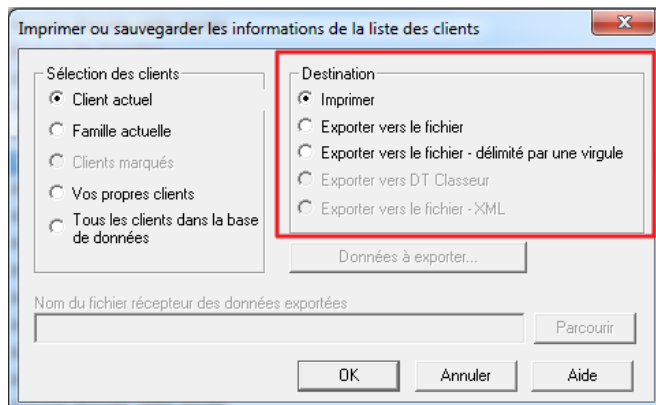 Imprimer ou sauvegarder les informations de la liste des clients
Sélection des clients
Client actuel
Famille actuelle
Clients marqués
Vos propres clients
Tous les clients dans la base
de données
Destination
Imprimer
Exporter vers le fichier
Exporter vers le fichier - délimité par une virgule
Exporter vers DT Classeur
Exporter vers le fichier - XML
Données à exporter...
Nom du fichier récepteur des données exportées
Parcourir
OK
Annuler
Aide